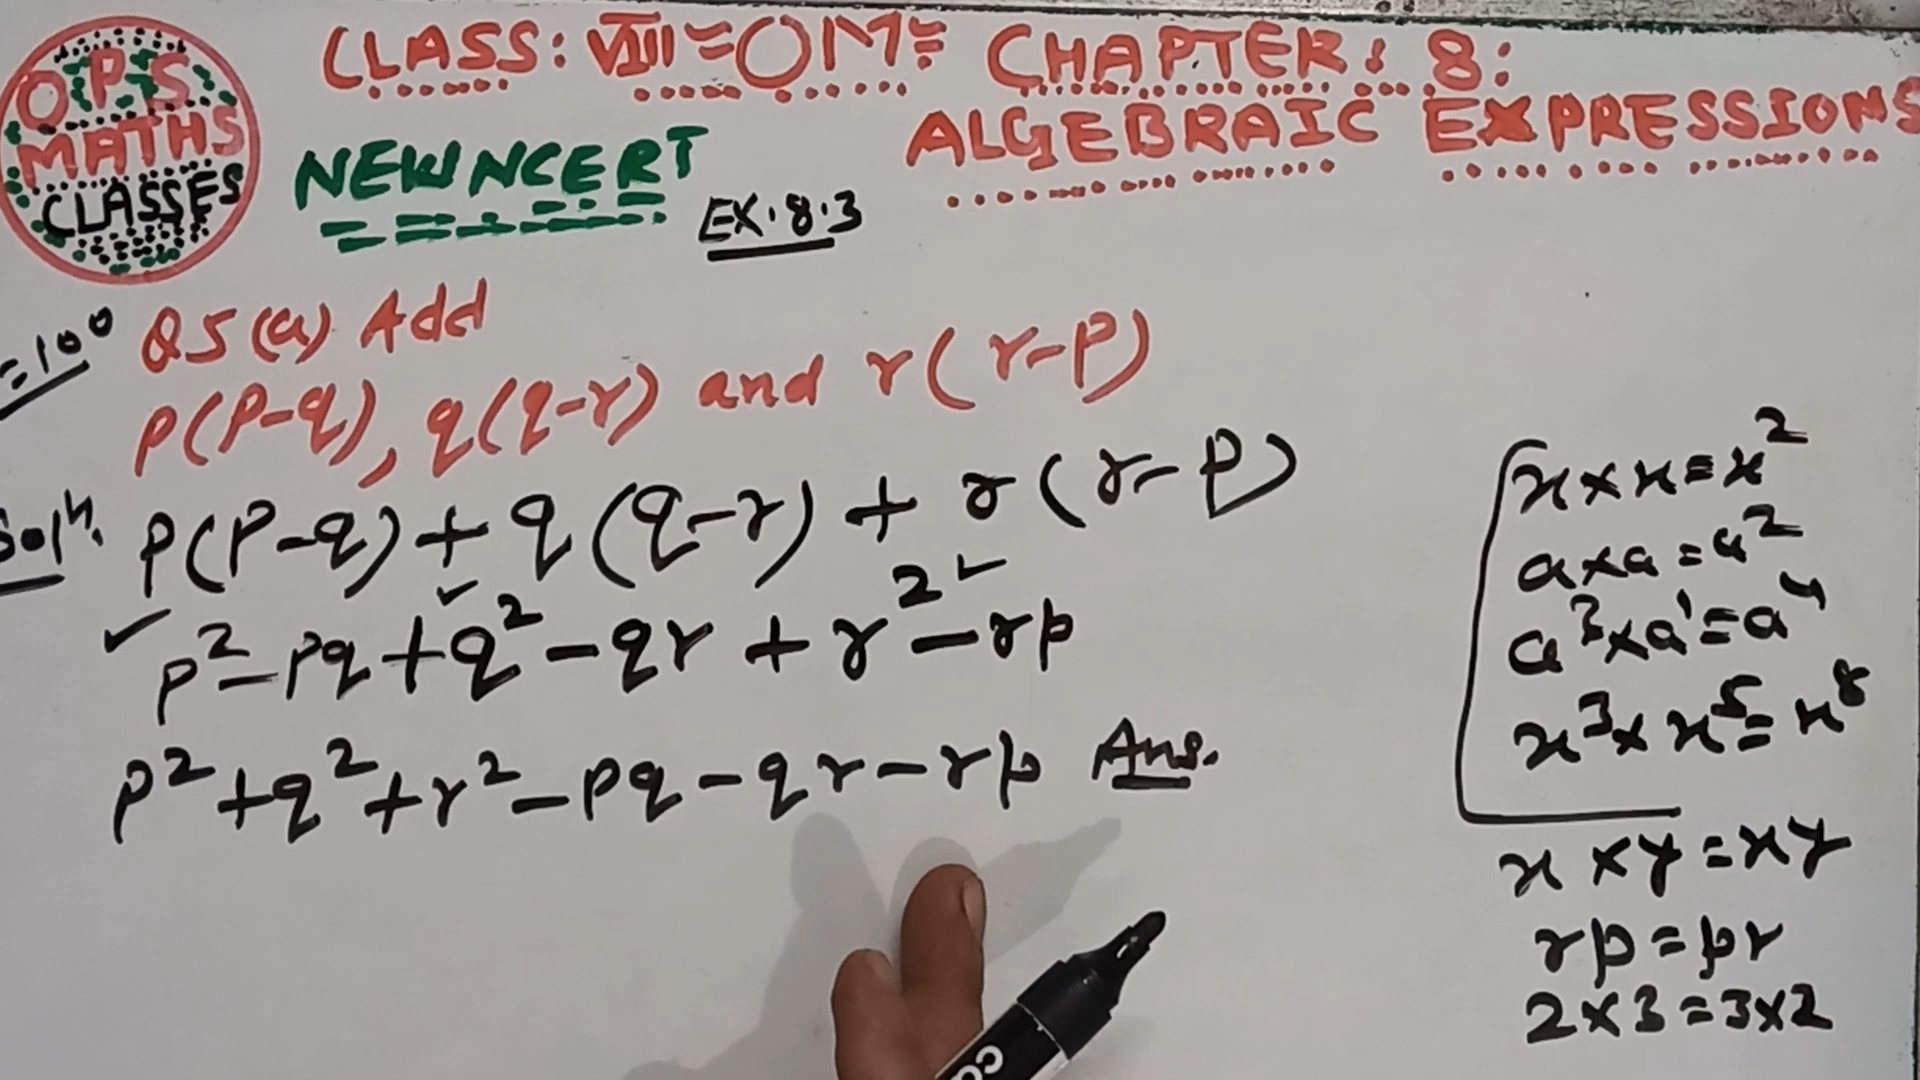 O.P.S
MATHS
CLASSES
CLASS: VIII = OM = CHAPTER: 8:
ALGEBRAIC EXPRESSIONS
NEW NCERT
EX.8.3
=10⁰
Q5(a) Add
p(p-q), q(q-r) and r(r-p)
Solⁿ. p(p-q) + q(q-r) + r(r-p)
✓ p² - pq + q² - qr + r² - rp
p² + q² + r² - pq - qr - rp Ans.
x × x = x²
a × a = a²
a³ × a¹ = a⁴
x³ × x⁵ = x⁸
x × y = xy
rp = pr
2 × 3 = 3 × 2